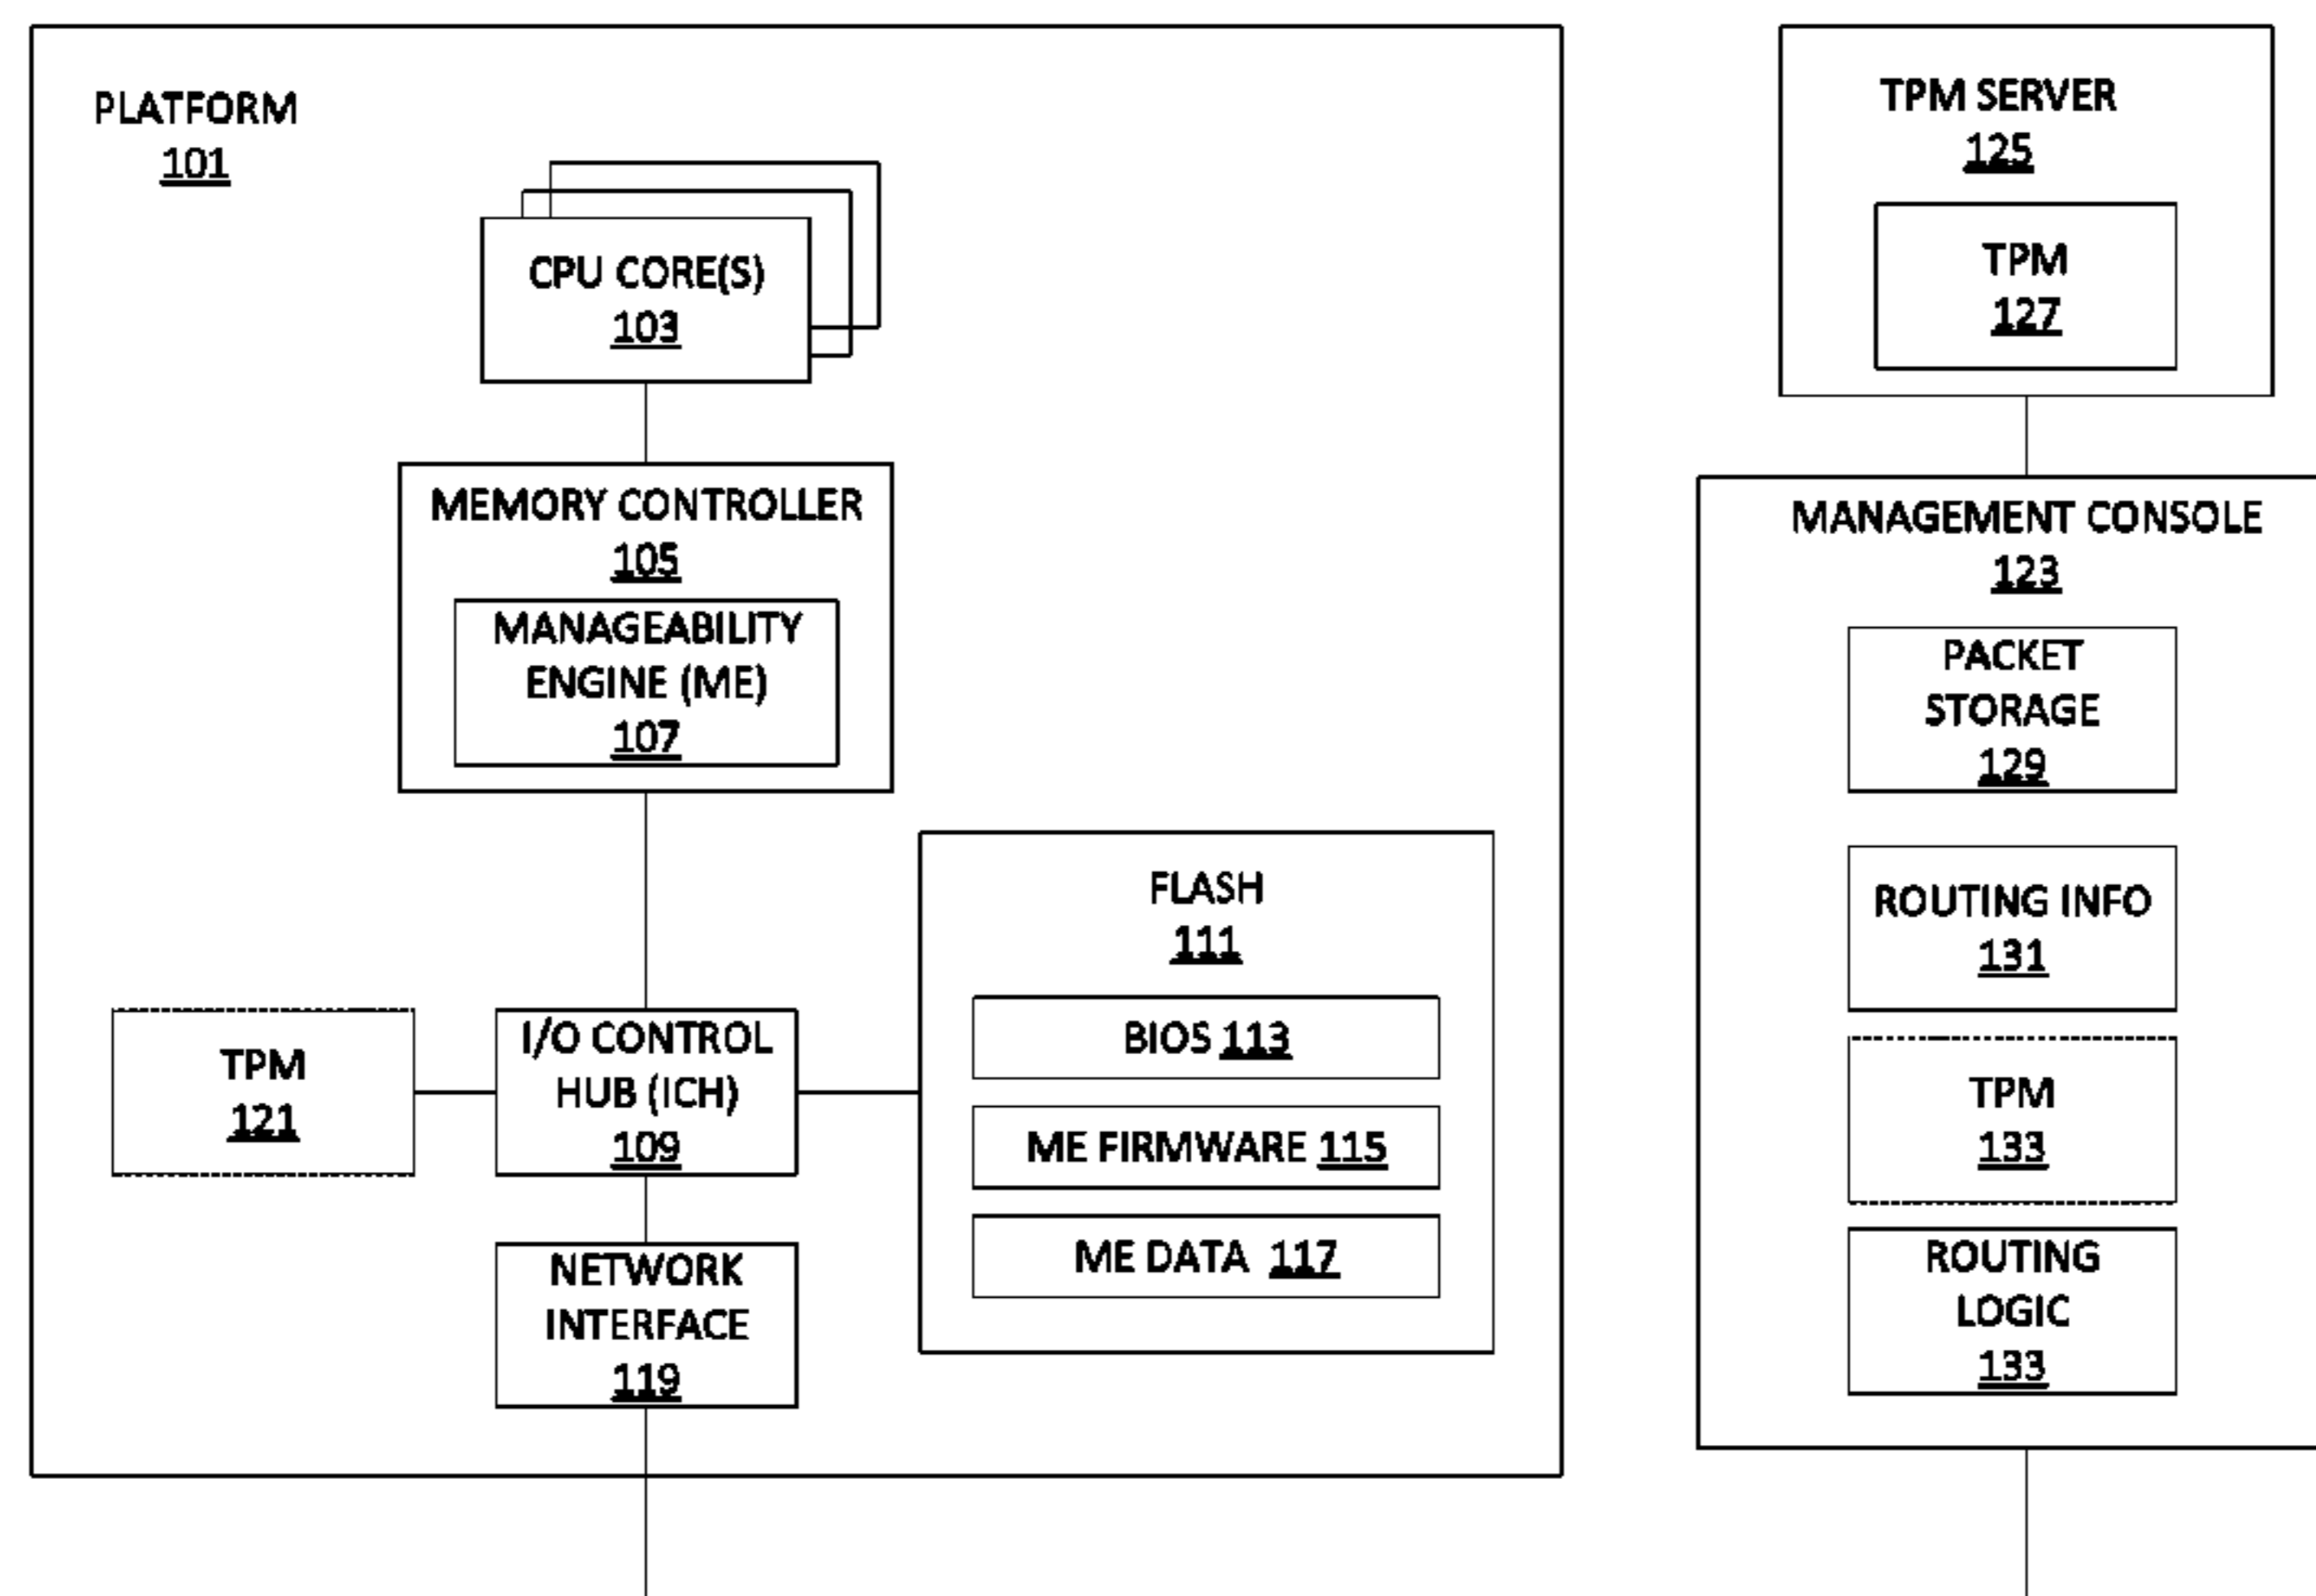 PLATFORM
101
CPU CORE(S)
103
MEMORY CONTROLLER
105
MANAGEABILITY
ENGINE (ME)
107
FLASH
111
BIOS 113
ME FIRMWARE 115
ME DATA 117
TPM
121
I/O CONTROL
HUB (ICH)
109
NETWORK
INTERFACE
119
TPM SERVER
125
TPM
127
MANAGEMENT CONSOLE
123
PACKET
STORAGE
129
ROUTING INFO
131
TPM
133
ROUTING
LOGIC
133